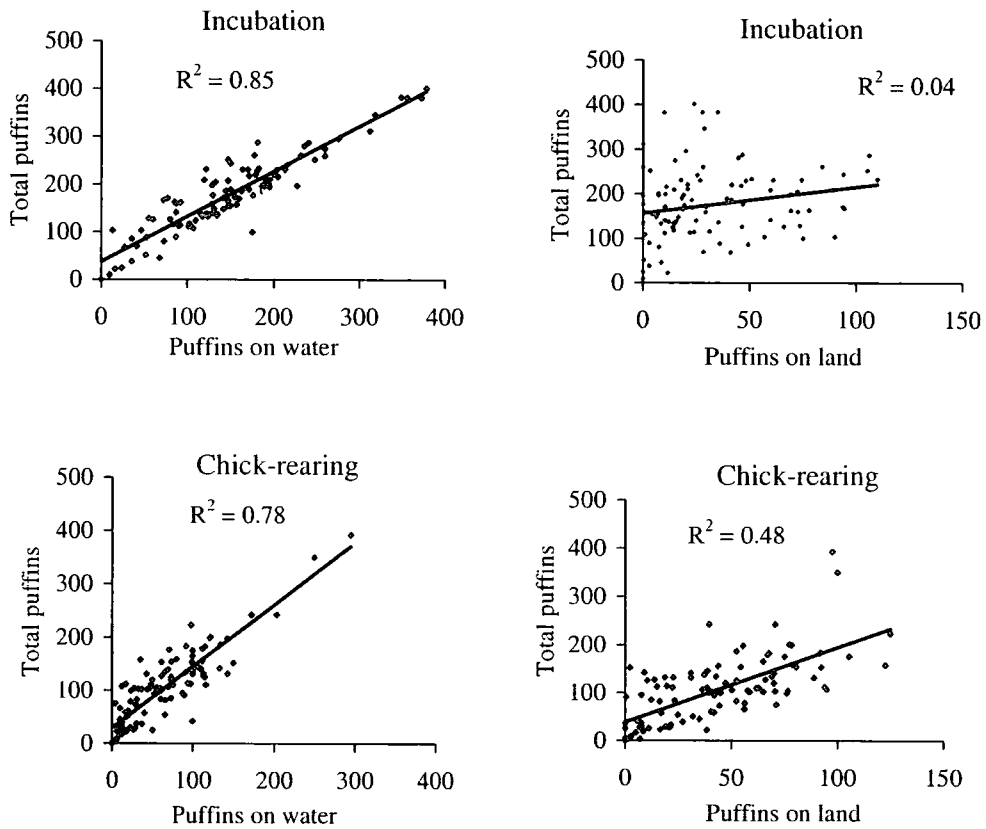 Incubation
R² = 0.85
500
400
300
200
100
0
Total puffins
0 100 200 300 400
Puffins on water
Incubation
R² = 0.04
500
400
300
200
100
0
Total puffins
0 50 100 150
Puffins on land
Chick-rearing
R² = 0.78
500
400
300
200
100
0
Total puffins
0 100 200 300 400
Puffins on water
Chick-rearing
R² = 0.48
500
400
300
200
100
0
Total puffins
0 50 100 150
Puffins on land